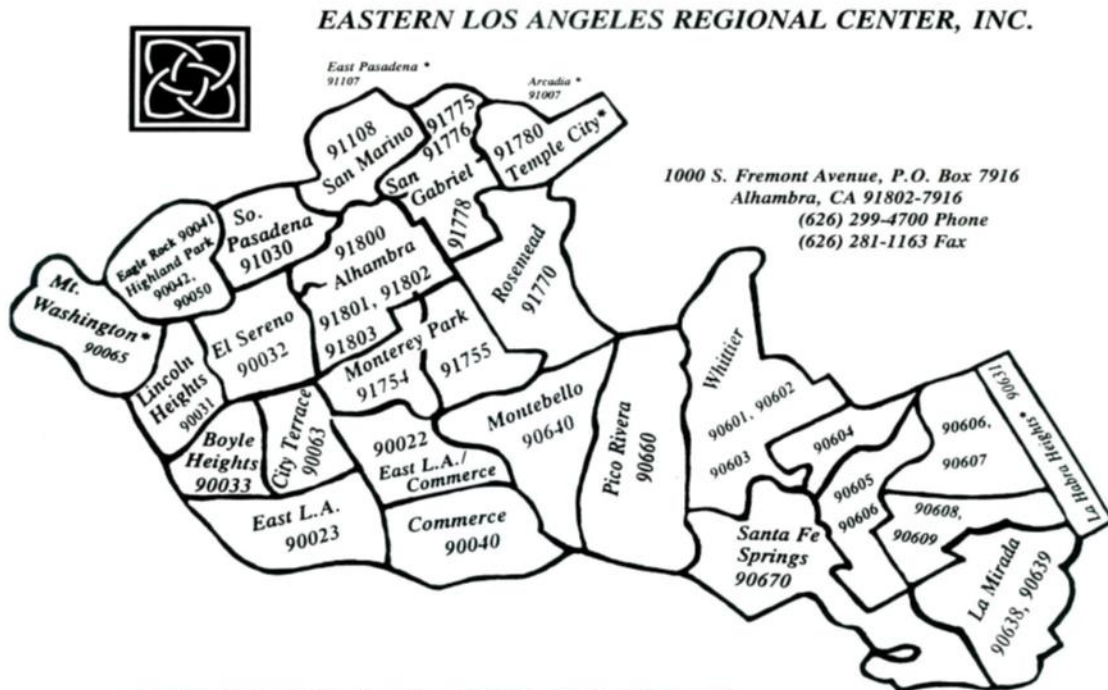 EASTERN LOS ANGELES REGIONAL CENTER, INC.
East Pasadena *
91107
Arcadia *
91007
1000 S. Fremont Avenue, P.O. Box 7916
Alhambra, CA 91802-7916
(626) 299-4700 Phone
(626) 281-1163 Fax
91108
San Marino
91775
91776
San
Gabriel
91778
91780
Temple City*
So.
Pasadena
91030
Eagle Rock 90041
Highland Park
90042,
90050
Mt.
Washington*
90065
91800
Alhambra
91801, 91802
91803
Rosemead
91770
El Sereno
90032
Lincoln
Heights
90031
Monterey Park
91754
91755
Boyle
Heights
90033
City Terrace
90063
90022
East L.A./
Commerce
Montebello
90640
Pico Rivera
90660
Whittier
90601, 90602
90603
90604
90605
90606
90606,
90607
90608,
90609
La Habra Heights* 90631
East L.A.
90023
Commerce
90040
Santa Fe
Springs
90670
La Mirada
90638, 90639